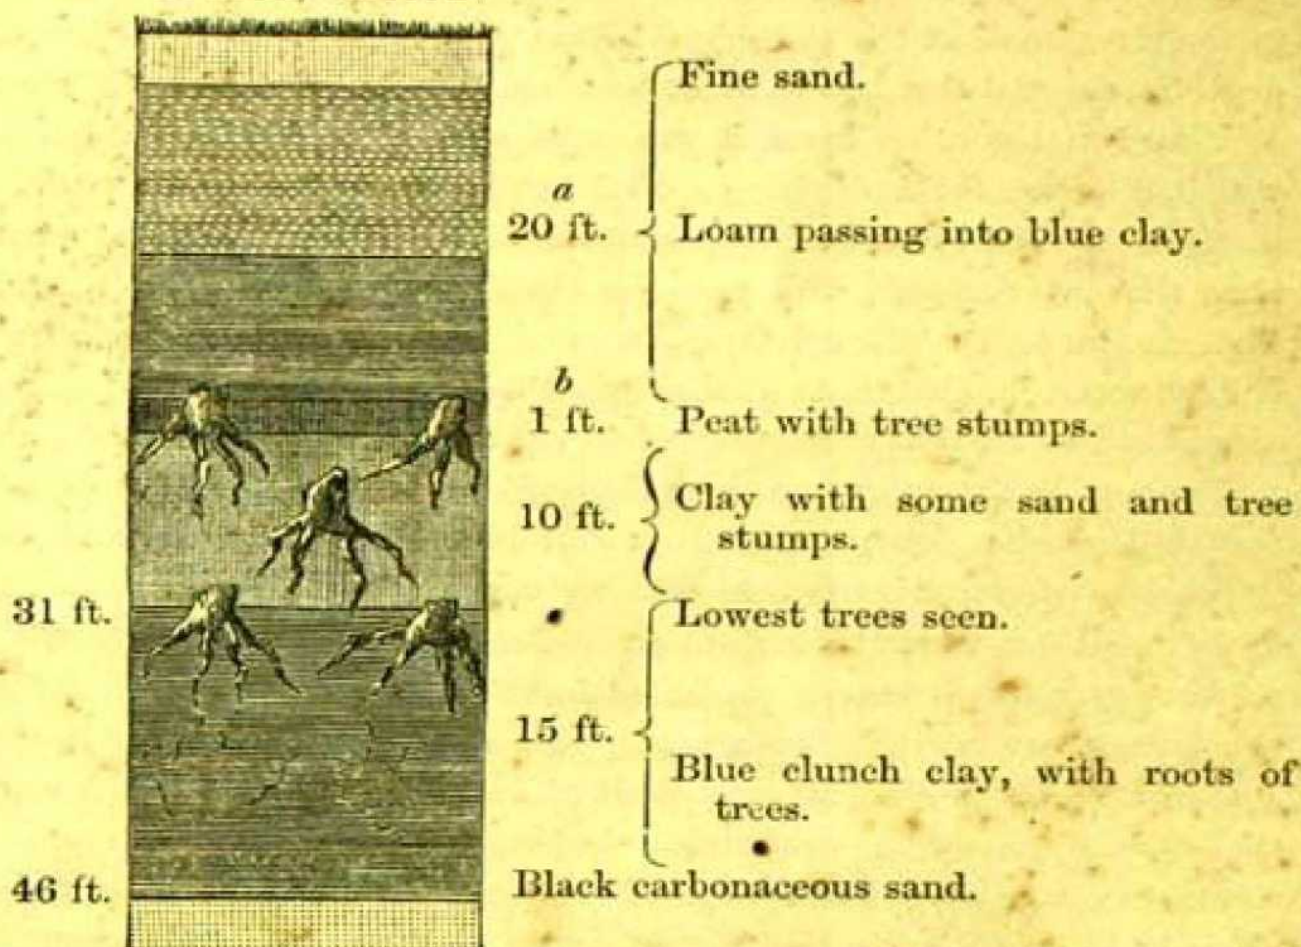 Fine sand.
a
20 ft.
Loam passing into blue clay.
b
1 ft.
Peat with tree stumps.
10 ft.
Clay with some sand and tree
stumps.
31 ft.
Lowest trees seen.
15 ft.
Blue clunch clay, with roots of
trees.
46 ft.
Black carbonaceous sand.